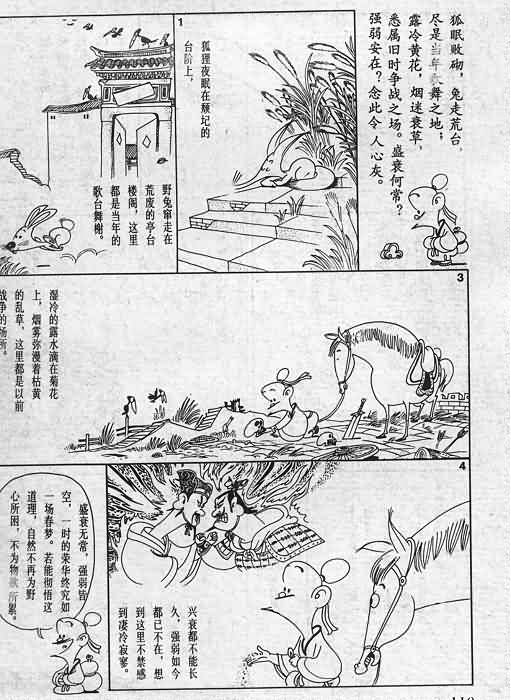 狐眠败砌，兔走荒台，
尽是当年歌舞之地；
露冷黄花，烟迷衰草，
悉属旧时争战之场。盛衰何常？
强弱安在？念此令人心灰。
1
狐狸夜眠在颓圮的
台阶上，
野兔窜走在
荒废的亭台
楼阁，这里
都是当年的
歌台舞榭。
3
湿冷的露水滴在菊花
上，烟雾弥漫着枯黄
的乱草，这里都是以前
战争的场所。
4
兴衰都不能长
久，强弱如今
都已不在，想
到这里不禁感
到凄冷寂寥。
盛衰无常，强弱皆
空，一时的荣华终究如
一场春梦。若能彻悟这
道理，自然不再为野
心所困，不为物欲所累。